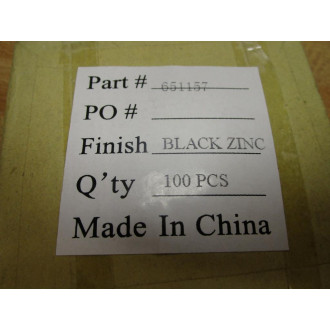 Part # 651157
PO #
Finish BLACK ZINC
Q'ty 100 PCS
Made In China